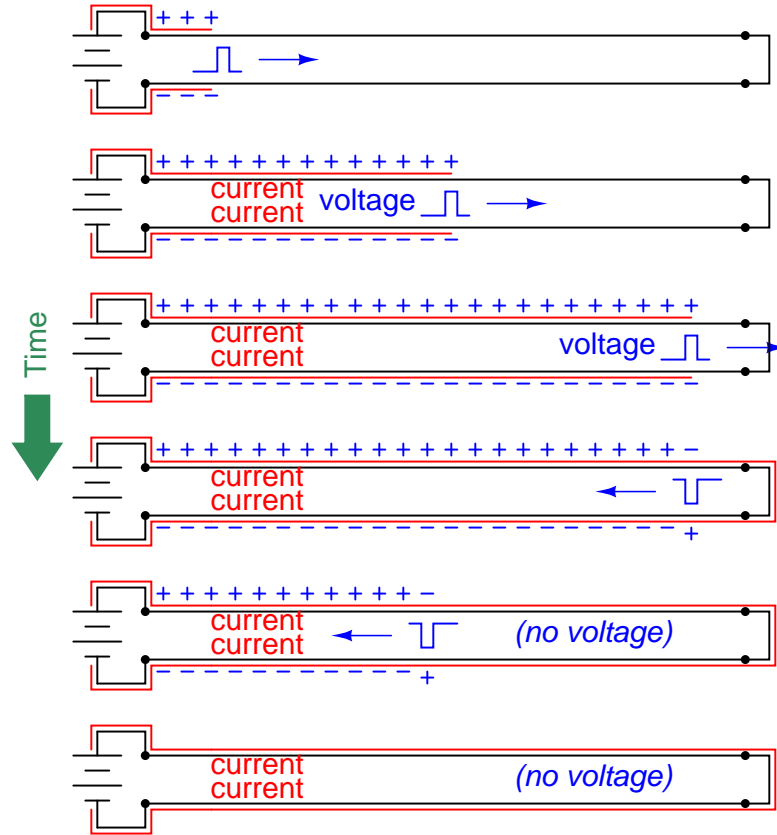 + + +
− − −
+ + + + + + + + + + + + +
current
current
voltage
− − − − − − − − − − − − −
+ + + + + + + + + + + + + + + + + + + + + + +
current
current
voltage
− − − − − − − − − − − − − − − − − − − − − − −
Time
+ + + + + + + + + + + + + + + + + + + + + + −
current
current
− − − − − − − − − − − − − − − − − − − − − − +
+ + + + + + + + + + + −
current
current
(no voltage)
− − − − − − − − − − − +
current
current
(no voltage)